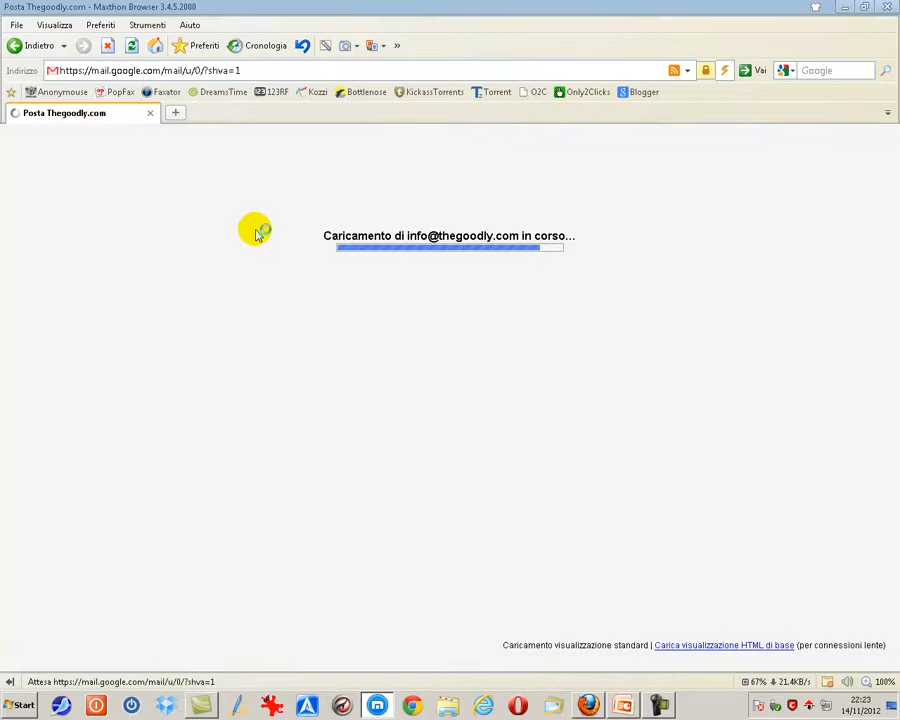 Posta Thegoodly.com - Maxthon Browser 3.4.5.2000
File Visualizza Preferiti Strumenti Aiuto
Indietro Preferiti Cronologia »
Indirizzo https://mail.google.com/mail/u/0/?shva=1 Vai Google
Anonymouse PopFax Faxator DreamsTime 123RF Kozzi Bottlenose KickassTorrents Torrent O2C Only2Clicks Blogger
Posta Thegoodly.com
Caricamento di info@thegoodly.com in corso...
Caricamento visualizzazione standard | Carica visualizzazione HTML di base (per connessioni lente)
Attesa https://mail.google.com/mail/u/0/?shva=1 67% 21.4KB/s 100%
Start 22:23
14/11/2012